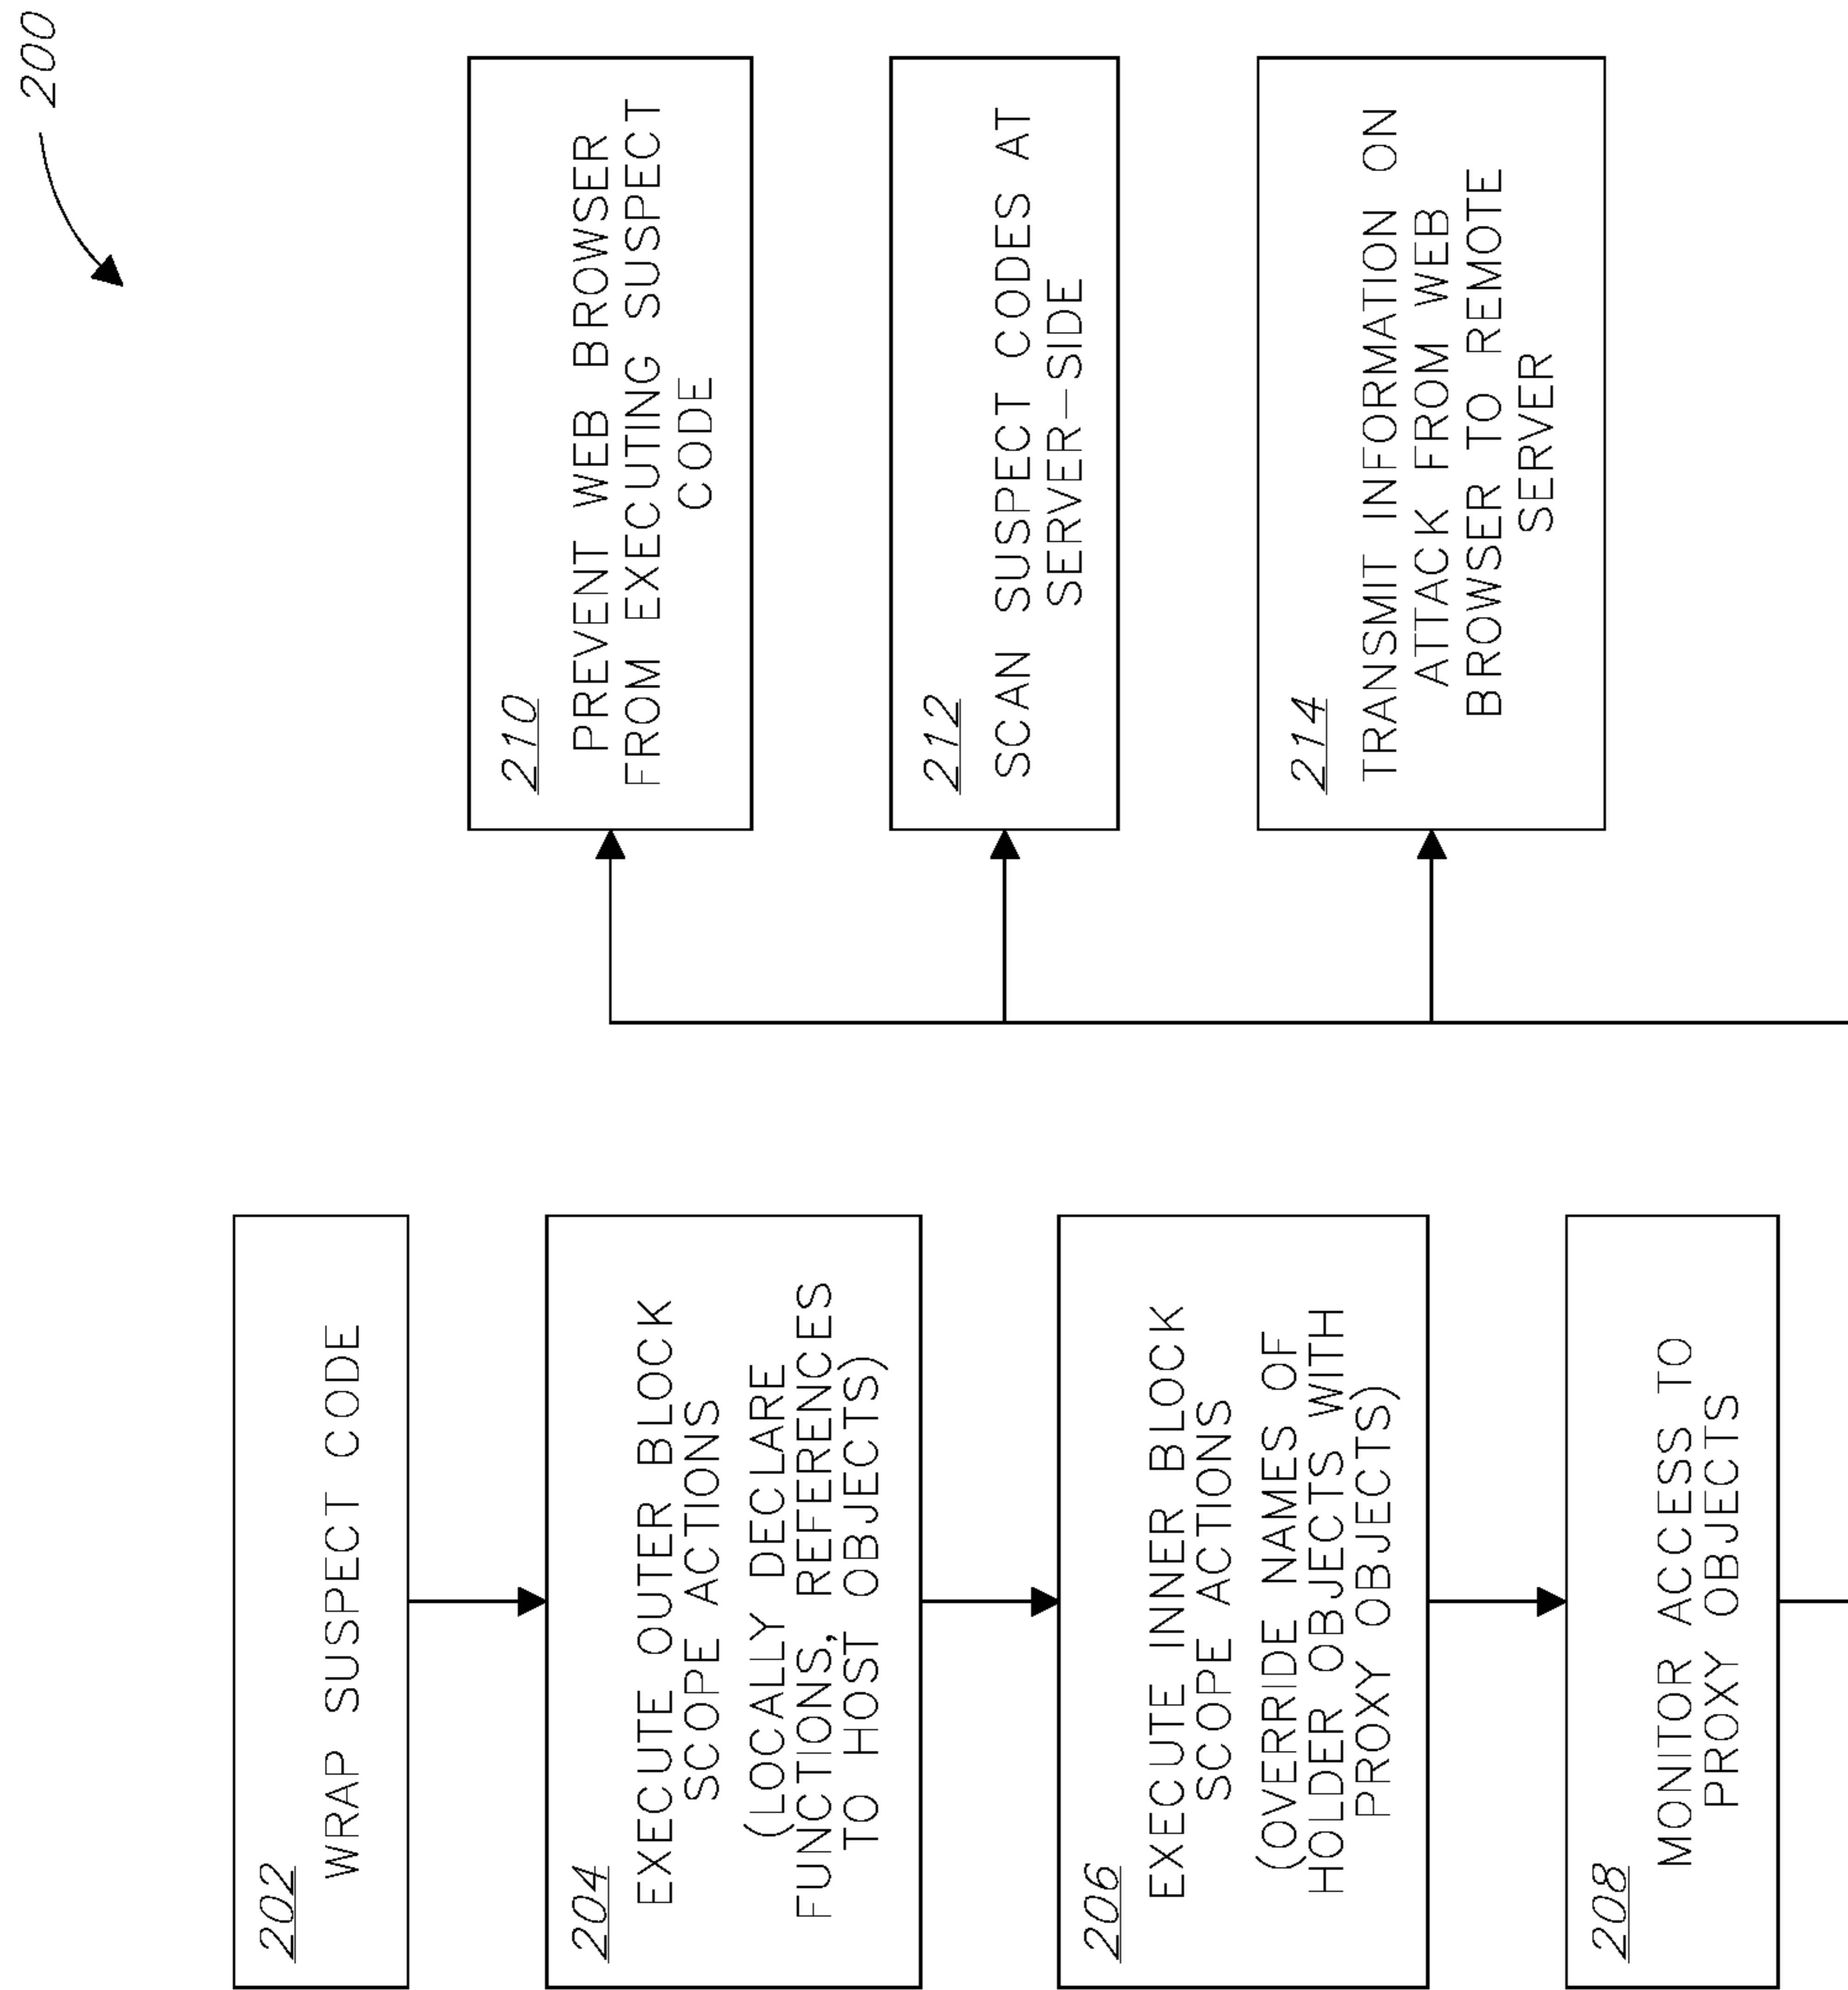 200
202
WRAP SUSPECT CODE
204
EXECUTE OUTER BLOCK
SCOPE ACTIONS
(LOCALLY DECLARE
FUNCTIONS, REFERENCES
TO HOST OBJECTS)
206
EXECUTE INNER BLOCK
SCOPE ACTIONS
(OVERRIDE NAMES OF
HOLDER OBJECTS WITH
PROXY OBJECTS)
208
MONITOR ACCESS TO
PROXY OBJECTS
210
PREVENT WEB BROWSER
FROM EXECUTING SUSPECT
CODE
212
SCAN SUSPECT CODES AT
SERVER-SIDE
214
TRANSMIT INFORMATION ON
ATTACK FROM WEB
BROWSER TO REMOTE
SERVER